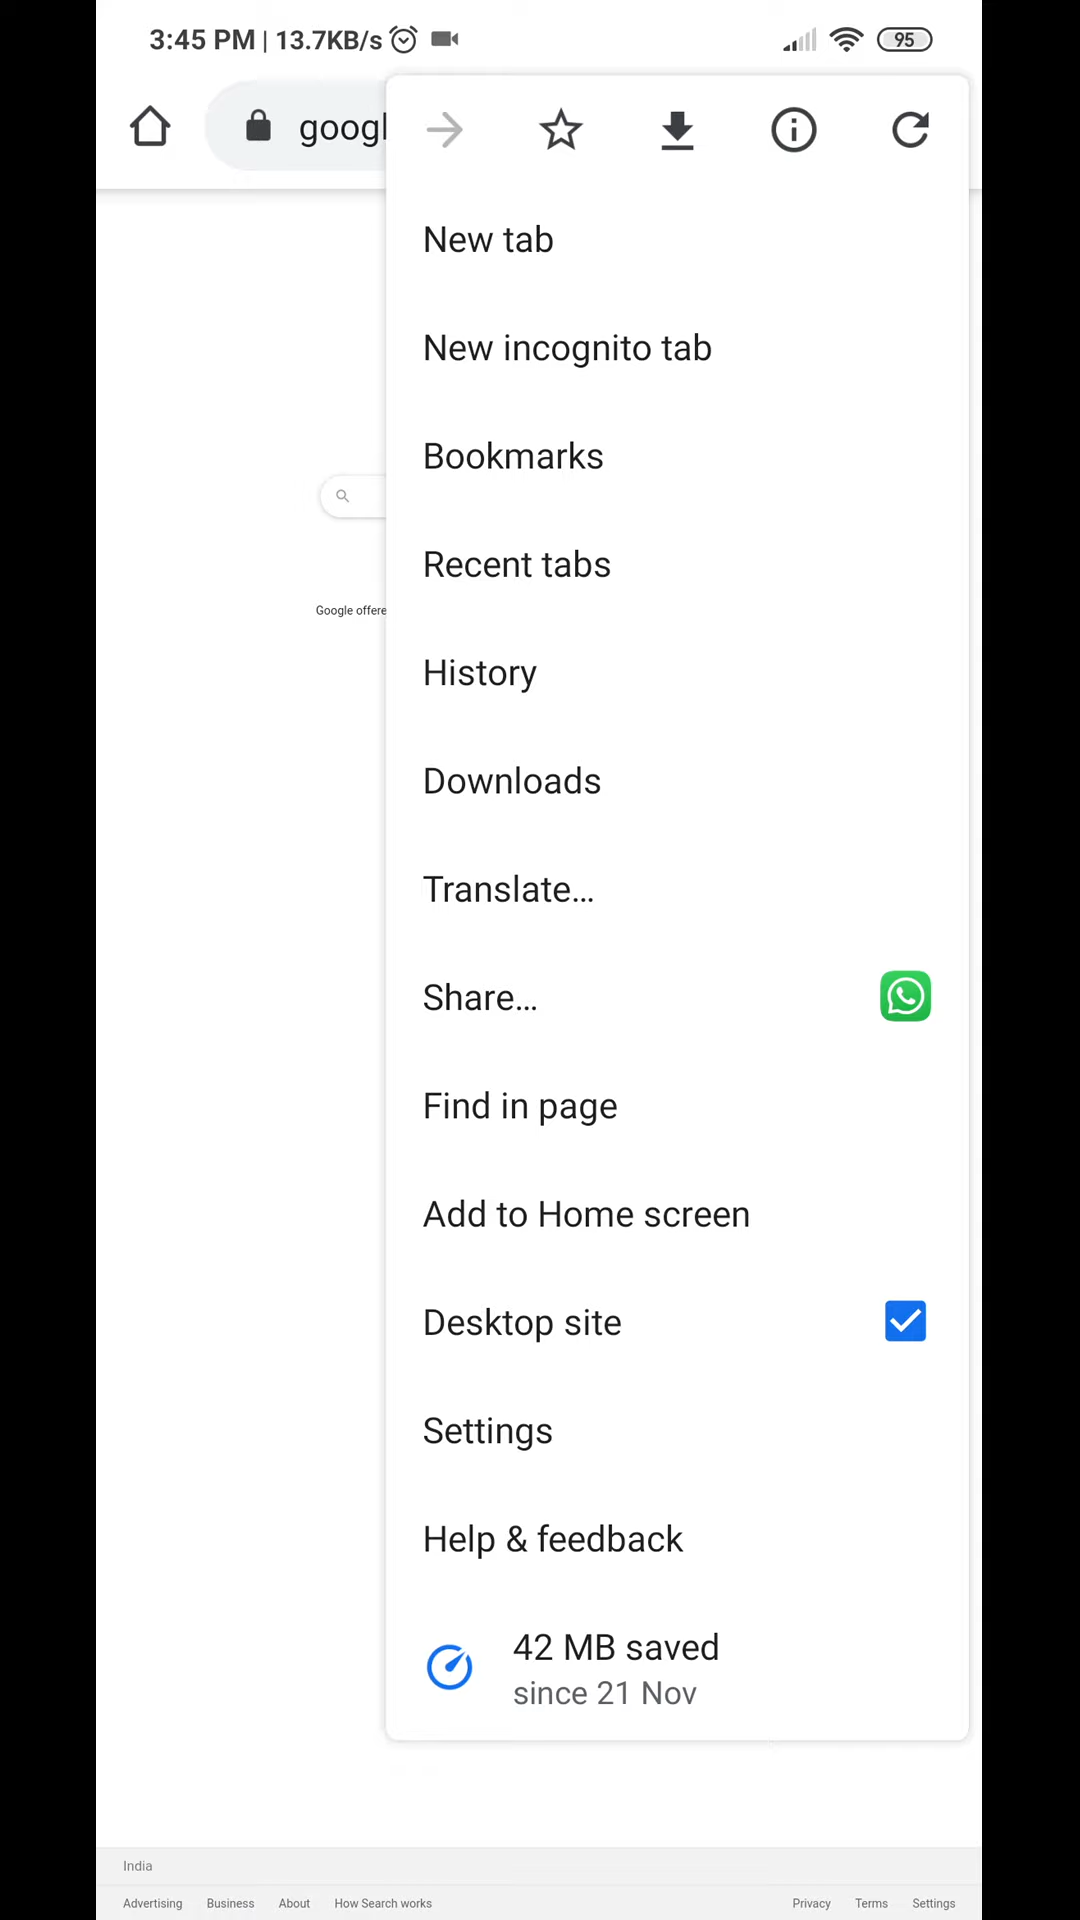 3:45 PM | 13.7KB/s
95
googl
New tab
New incognito tab
Bookmarks
Recent tabs
Google offere
History
Downloads
Translate...
Share...
Find in page
Add to Home screen
Desktop site
Settings
Help & feedback
42 MB saved
since 21 Nov
India
Advertising Business About How Search works Privacy Terms Settings